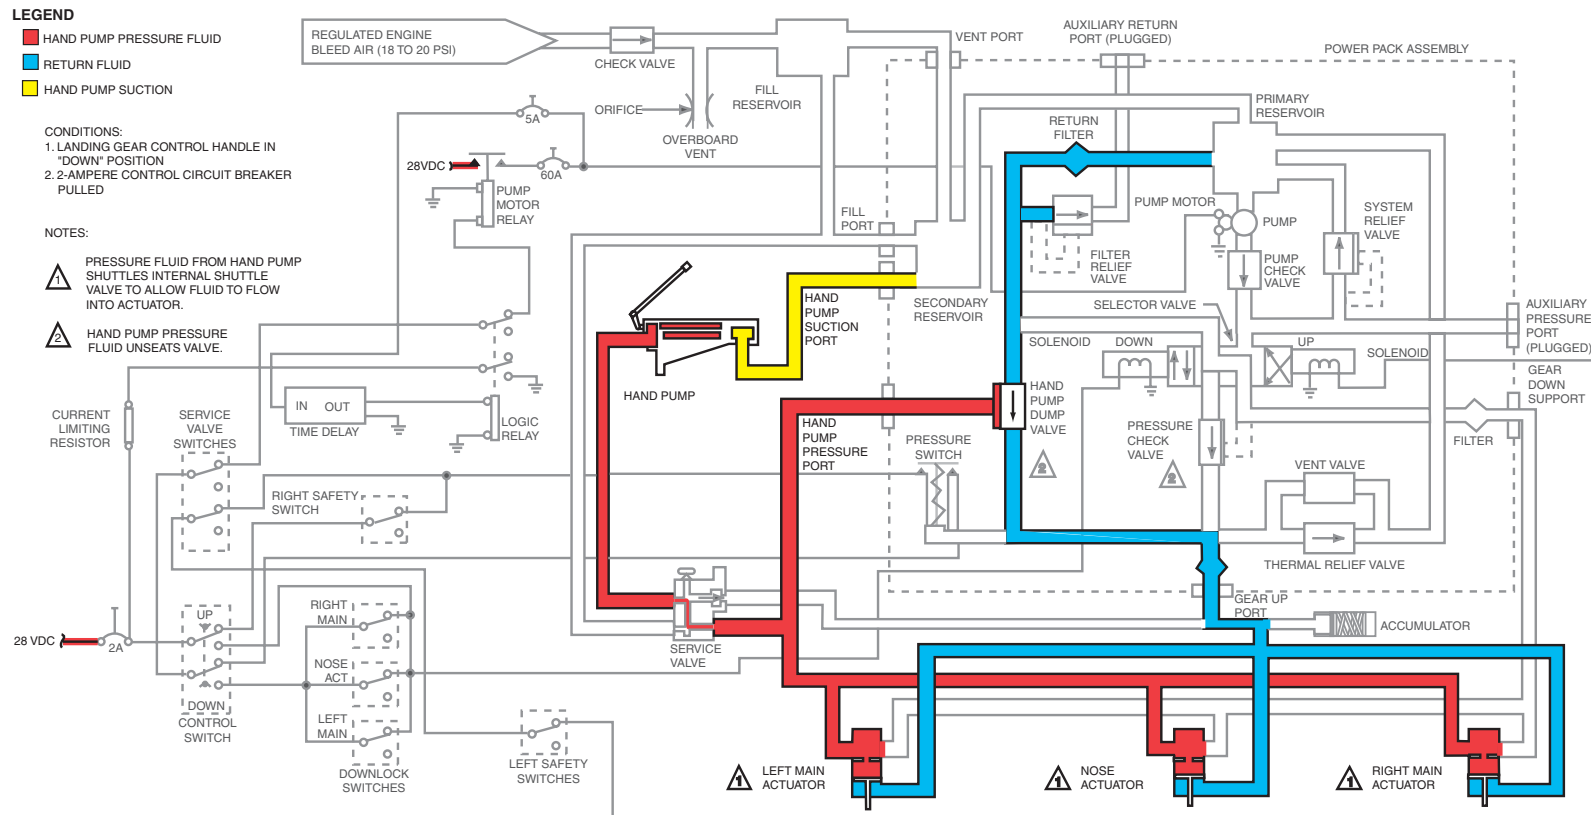 LEGEND
HAND PUMP PRESSURE FLUID
RETURN FLUID
HAND PUMP SUCTION
CONDITIONS:
1. LANDING GEAR CONTROL HANDLE IN
"DOWN" POSITION
2. 2-AMPERE CONTROL CIRCUIT BREAKER
PULLED
NOTES:
1
PRESSURE FLUID FROM HAND PUMP
SHUTTLES INTERNAL SHUTTLE
VALVE TO ALLOW FLUID TO FLOW
INTO ACTUATOR.
2
HAND PUMP PRESSURE
FLUID UNSEATS VALVE.
REGULATED ENGINE
BLEED AIR (18 TO 20 PSI)
CHECK VALVE
ORIFICE
OVERBOARD
VENT
FILL
RESERVOIR
VENT PORT
AUXILIARY RETURN
PORT (PLUGGED)
POWER PACK ASSEMBLY
5A
28VDC
60A
PUMP
MOTOR
RELAY
PRIMARY
RESERVOIR
RETURN
FILTER
FILL
PORT
PUMP MOTOR
PUMP
SYSTEM
RELIEF
VALVE
FILTER
RELIEF
VALVE
PUMP
CHECK
VALVE
SELECTOR VALVE
SECONDARY
RESERVOIR
AUXILIARY
PRESSURE
PORT
(PLUGGED)
HAND
PUMP
SUCTION
PORT
HAND PUMP
SOLENOID
DOWN
UP
SOLENOID
GEAR
DOWN
SUPPORT
HAND
PUMP
DUMP
VALVE
2
HAND
PUMP
PRESSURE
PORT
PRESSURE
SWITCH
PRESSURE
CHECK
VALVE
2
FILTER
VENT VALVE
THERMAL RELIEF VALVE
IN
OUT
TIME DELAY
LOGIC
RELAY
CURRENT
LIMITING
RESISTOR
SERVICE
VALVE
SWITCHES
RIGHT SAFETY
SWITCH
28 VDC
2A
UP
DOWN
CONTROL
SWITCH
RIGHT
MAIN
NOSE
ACT
LEFT
MAIN
DOWNLOCK
SWITCHES
LEFT SAFETY
SWITCHES
SERVICE
VALVE
GEAR UP
PORT
ACCUMULATOR
1
LEFT MAIN
ACTUATOR
1
NOSE
ACTUATOR
1
RIGHT MAIN
ACTUATOR